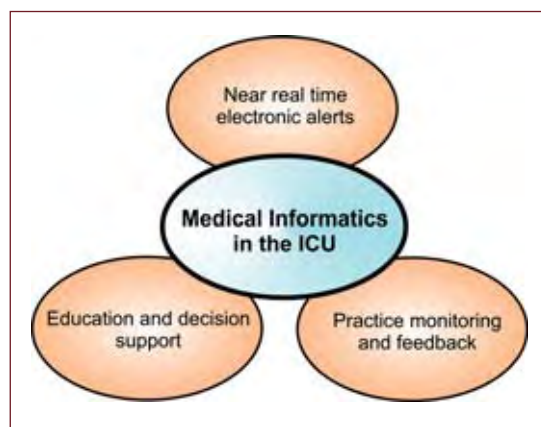 Near real time
electronic alerts
Medical Informatics
in the ICU
Education and decision
support
Practice monitoring
and feedback